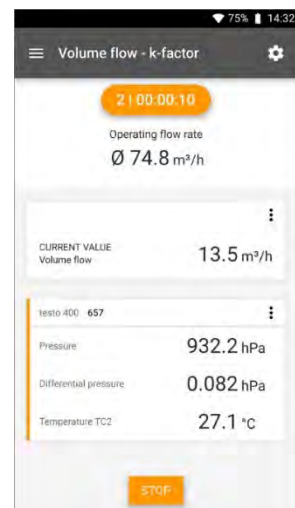 75% 14:32
Volume flow - k-factor
2 | 00:00:10
Operating flow rate
Ø 74.8 m³/h
CURRENT VALUE
Volume flow 13.5 m³/h
testo 400 657
Pressure 932.2 hPa
Differential pressure 0.082 hPa
Temperature TC2 27.1 °C
STOP